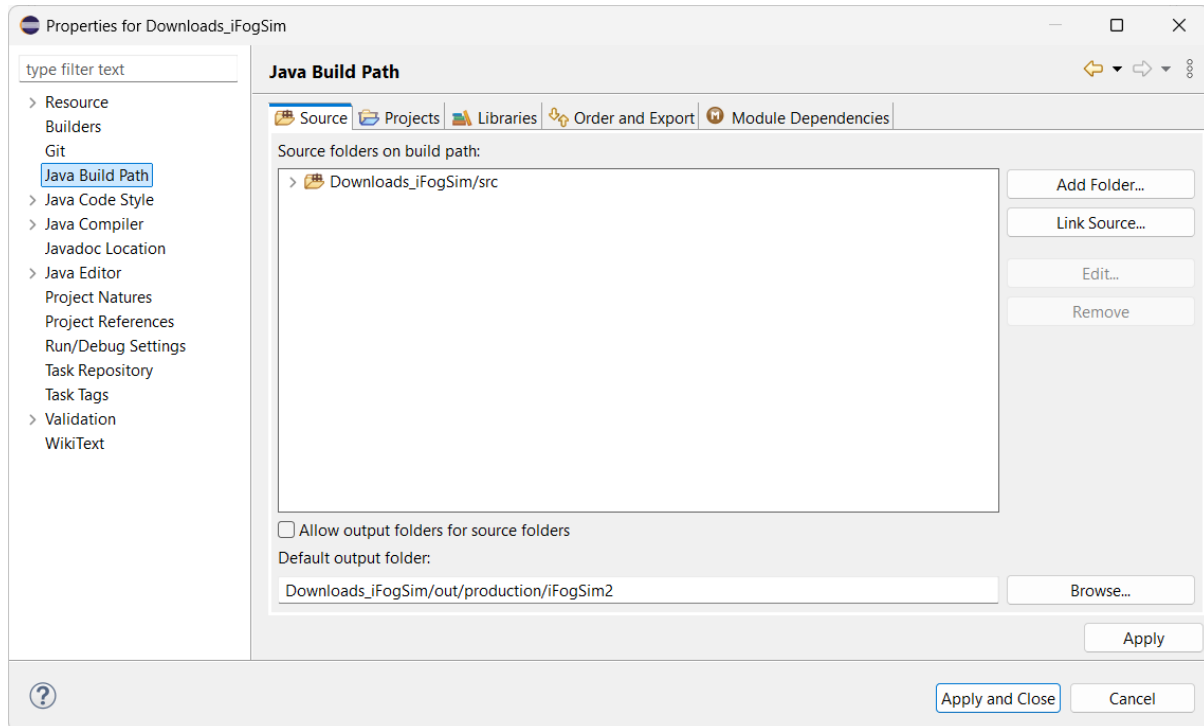 Properties for Downloads_iFogSim
type filter text
Resource
Builders
Git
Java Build Path
Java Code Style
Java Compiler
Javadoc Location
Java Editor
Project Natures
Project References
Run/Debug Settings
Task Repository
Task Tags
Validation
WikiText
Java Build Path
Source Projects Libraries Order and Export M Module Dependencies
Source folders on build path:
Downloads_iFogSim/src
Add Folder...
Link Source...
Edit...
Remove
Allow output folders for source folders
Default output folder:
Downloads_iFogSim/out/production/iFogSim2 Browse...
Apply
? Apply and Close Cancel